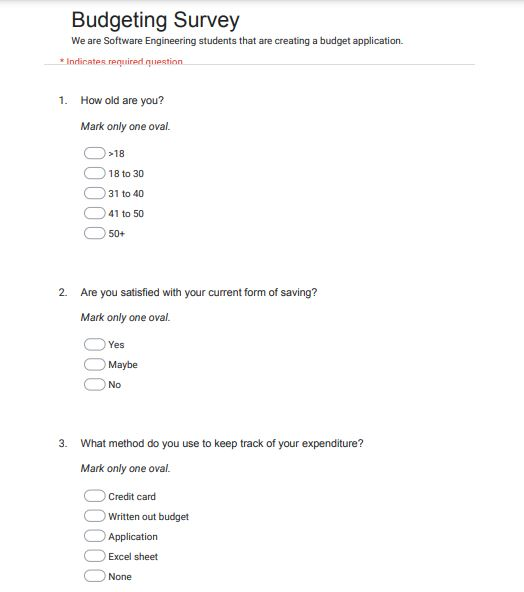 Budgeting Survey
We are Software Engineering students that are creating a budget application.
* Indicates required question
1. How old are you?
Mark only one oval.
>18
18 to 30
31 to 40
41 to 50
50+
2. Are you satisfied with your current form of saving?
Mark only one oval.
Yes
Maybe
No
3. What method do you use to keep track of your expenditure?
Mark only one oval.
Credit card
Written out budget
Application
Excel sheet
None